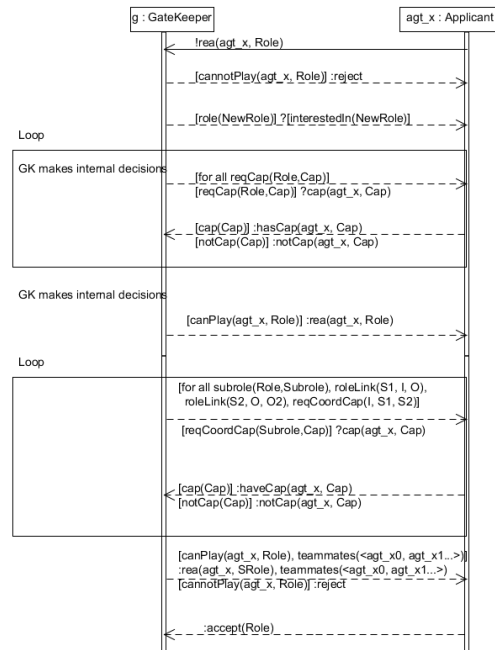 g : GateKeeper
agt_x : Applicant
!rea(agt_x, Role)
[cannotPlay(agt_x, Role)] :reject
[role(NewRole)] ?[interestedIn(NewRole)]
Loop
GK makes internal decisions
[for all reqCap(Role,Cap)]
[reqCap(Role,Cap)] ?cap(agt_x, Cap)
[cap(Cap)] :hasCap(agt_x, Cap)
[notCap(Cap)] :notCap(agt_x, Cap)
GK makes internal decisions
[canPlay(agt_x, Role)] :rea(agt_x, Role)
Loop
[for all subrole(Role,Subrole), roleLink(S1, I, O),
roleLink(S2, O, O2), reqCoordCap(I, S1, S2)]
[reqCoordCap(Subrole,Cap)] ?cap(agt_x, Cap)
[cap(Cap)] :haveCap(agt_x, Cap)
[notCap(Cap)] :notCap(agt_x, Cap)
[canPlay(agt_x, Role), teammates(<agt_x0, agt_x1...>)]
:rea(agt_x, SRole), teammates(<agt_x0, agt_x1...>)
[cannotPlay(agt_x, Role)] :reject
:accept(Role)